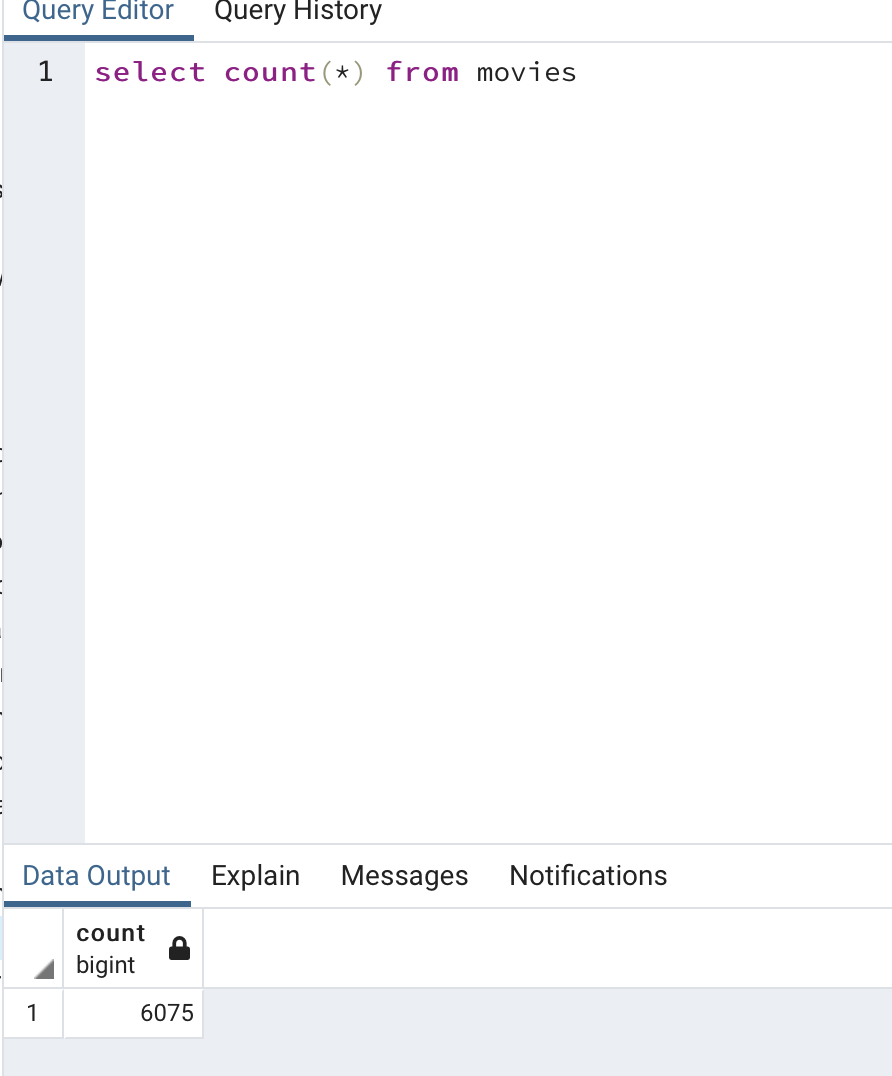 Query Editor Query History
1 select count(*) from movies
Data Output Explain Messages Notifications
count
bigint
1 6075